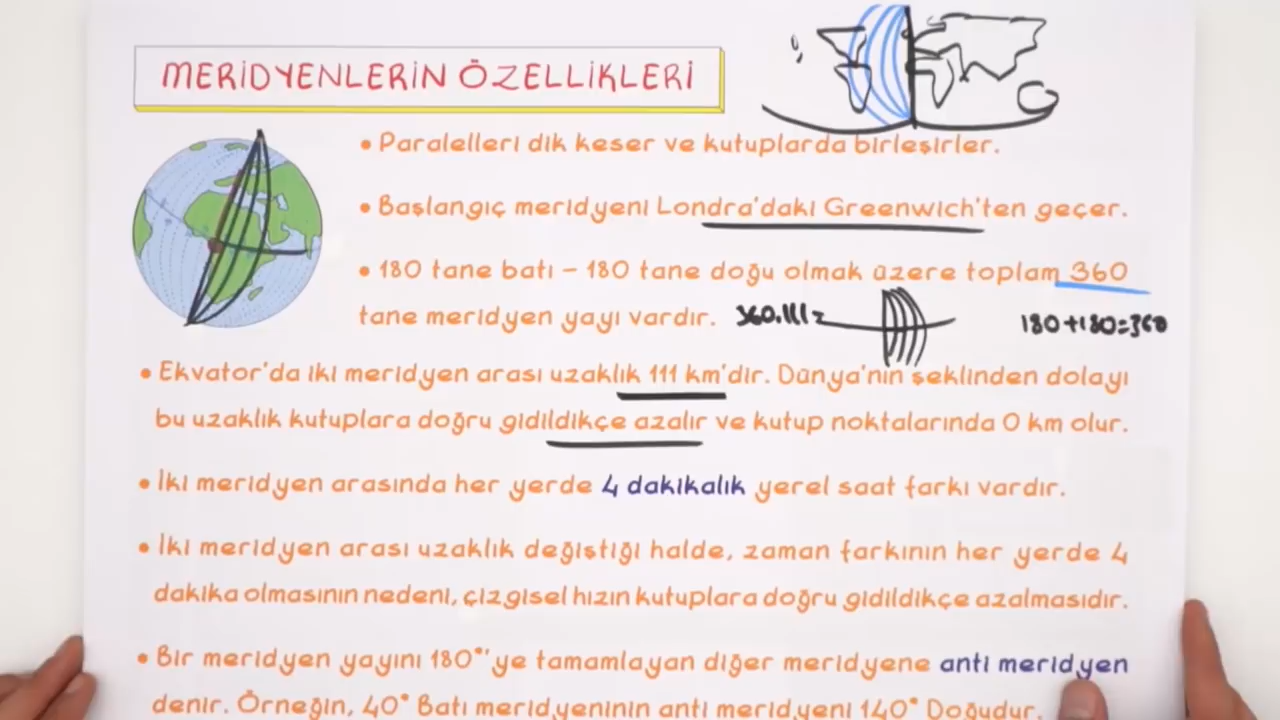 MERİDYENLERİN ÖZELLİKLERİ
• Paralelleri dik keser ve kutuplarda birleşirler.
• Başlangıç meridyeni Londra'daki Greenwich'ten geçer.
• 180 tane batı – 180 tane doğu olmak üzere toplam 360
tane meridyen yayı vardır. 360.111= 180+180=360
• Ekvator'da iki meridyen arası uzaklık 111 km'dir. Dünya'nın şeklinden dolayı
bu uzaklık kutuplara doğru gidildikçe azalır ve kutup noktalarında 0 km olur.
• İki meridyen arasında her yerde 4 dakikalık yerel saat farkı vardır.
• İki meridyen arası uzaklık değiştiği halde, zaman farkının her yerde 4
dakika olmasının nedeni, çizgisel hızın kutuplara doğru gidildikçe azalmasıdır.
• Bir meridyen yayını 180°'ye tamamlayan diğer meridyene anti meridyen
denir. Örneğin, 40° Batı meridyeninin anti meridyeni 140° Doğudur.